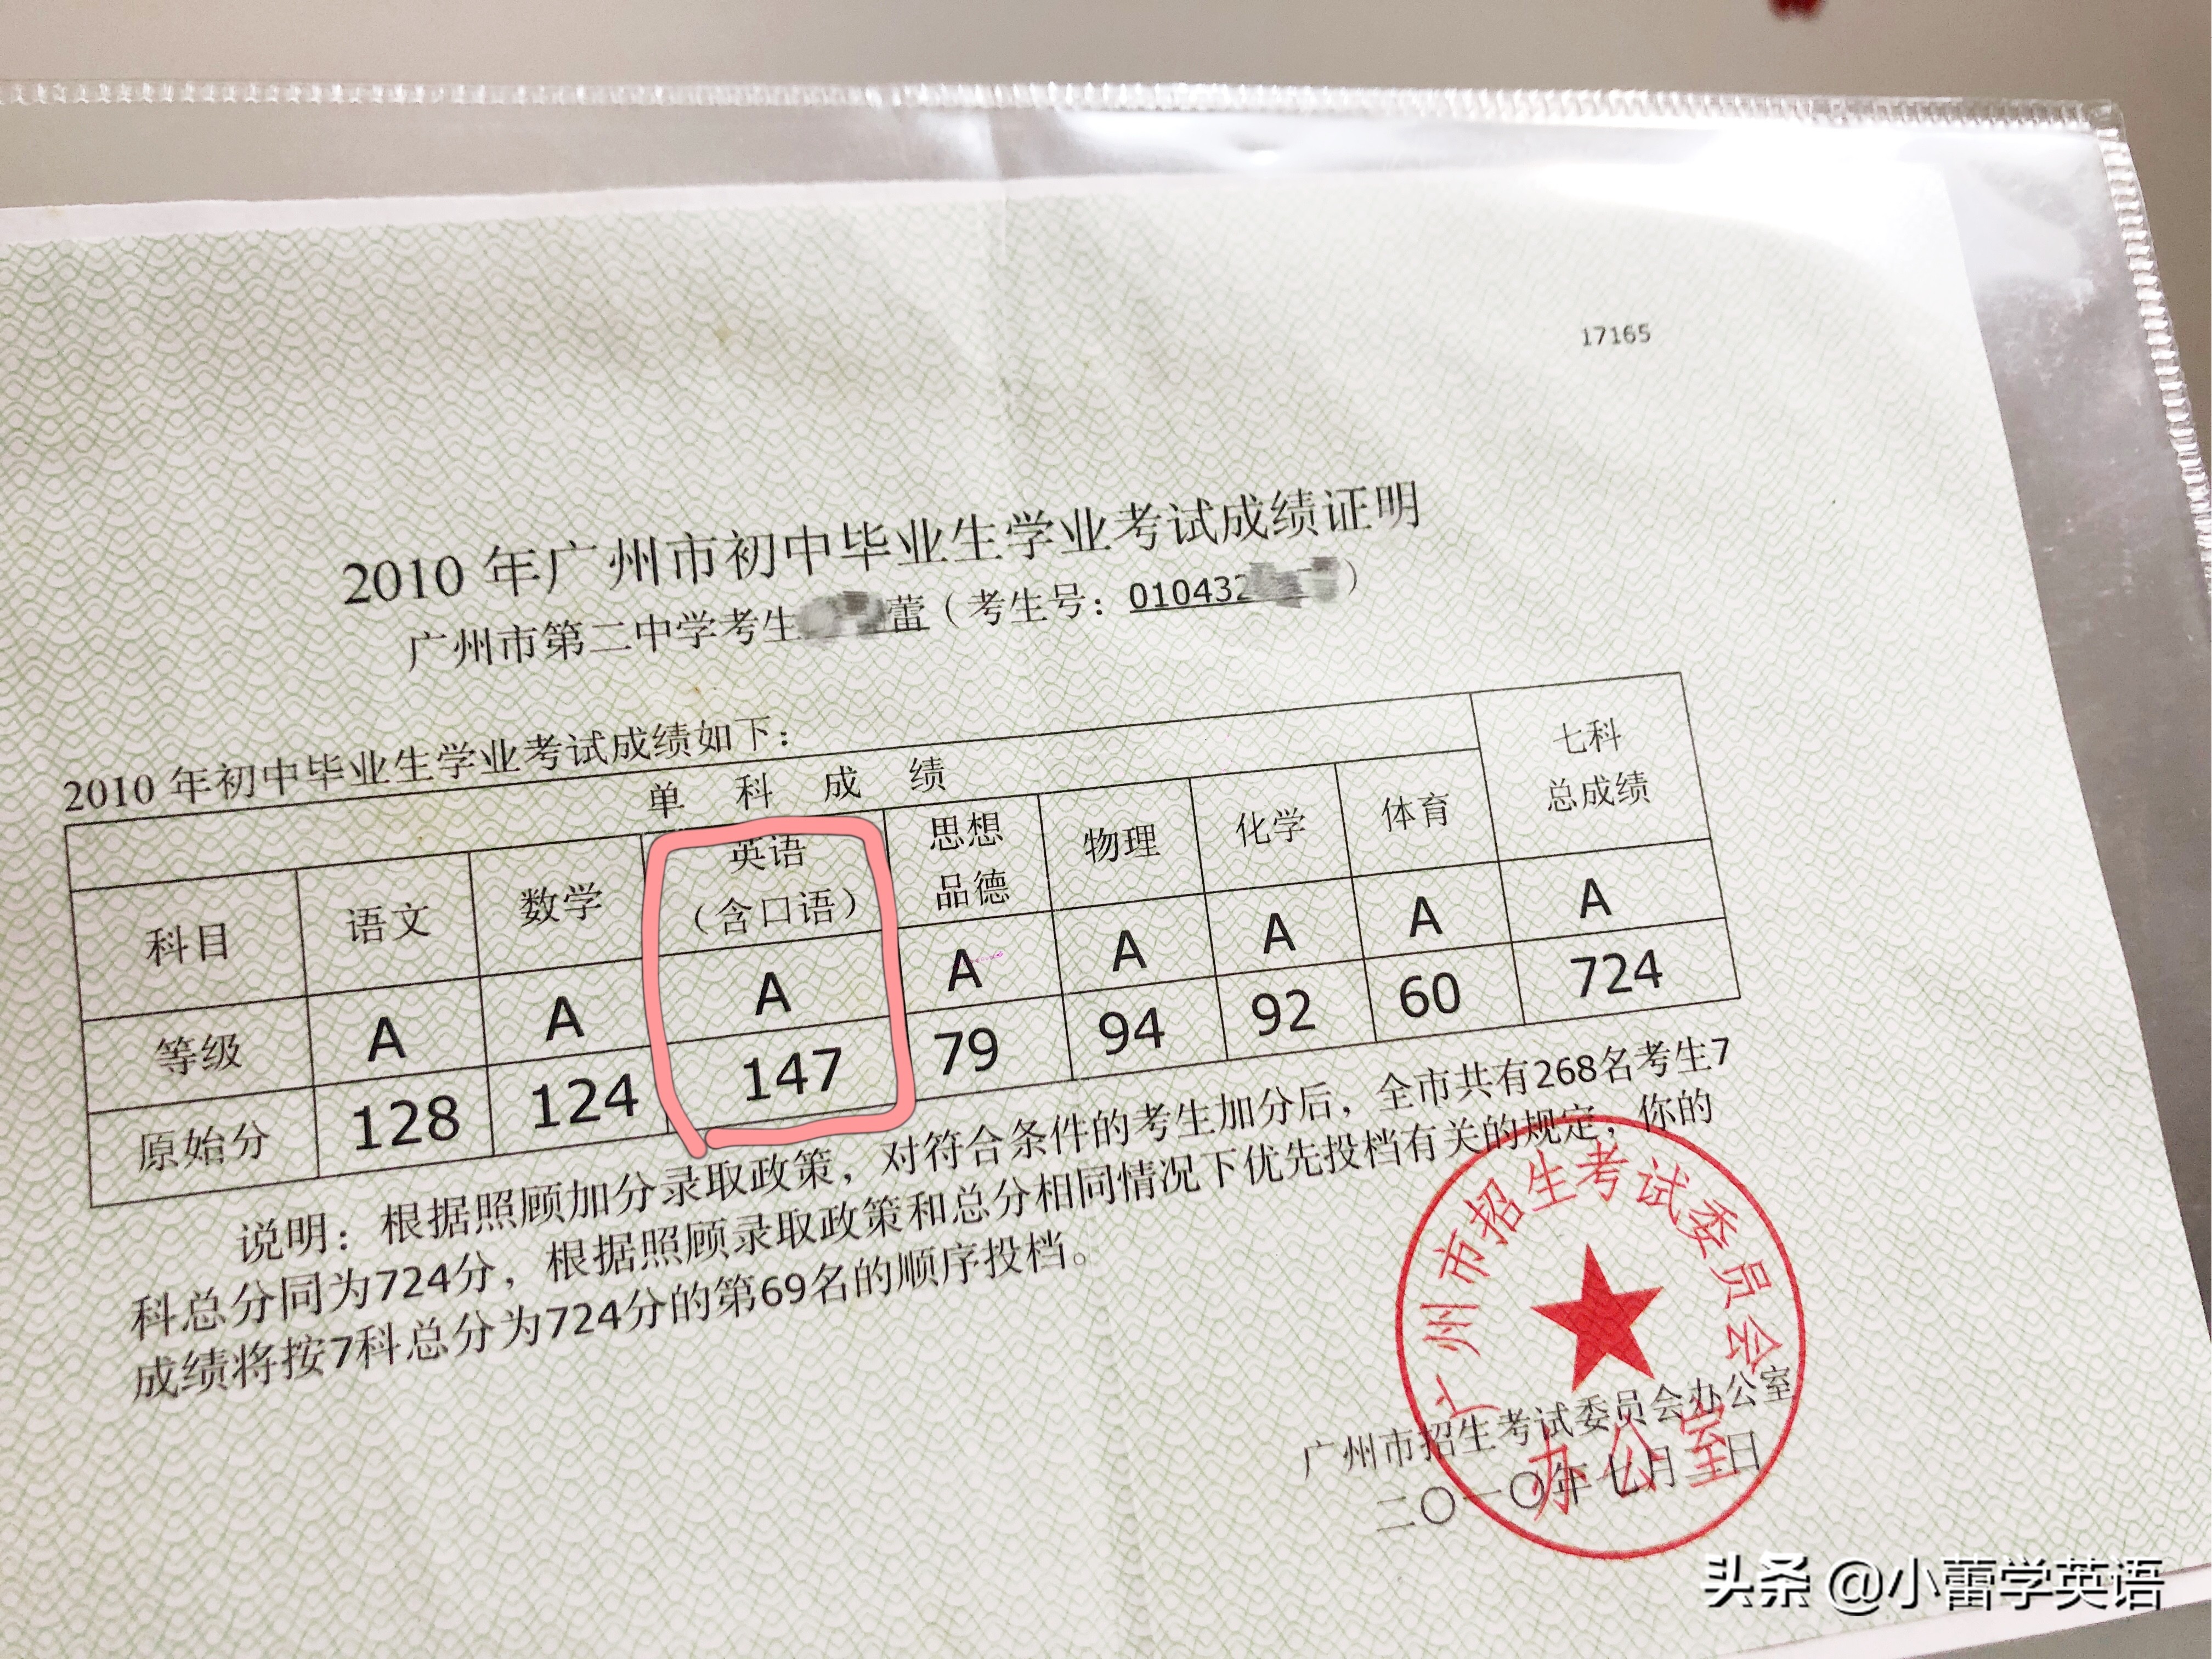 17165
2010 年广州市初中毕业生学业考试成绩证明
广州市第二中学考生 蕾（考生号：010432 ）
2010 年初中毕业生学业考试成绩如下：
单 科 成 绩 七科 总成绩
科目 语文 数学 英语（含口语） 思想品德 物理 化学 体育
等级 A A A A A A A A
原始分 128 124 147 79 94 92 60 724
说明：根据照顾加分录取政策，对符合条件的考生加分后，全市共有268名考生7
科总分同为724分，根据照顾录取政策和总分相同情况下优先投档有关的规定，你的
成绩将按7科总分为724分的第69名的顺序投档。
广州市招生考试委员会
办公室
广州市招生考试委员会办公室
二〇一〇年七月 日
头条 @小蕾学英语